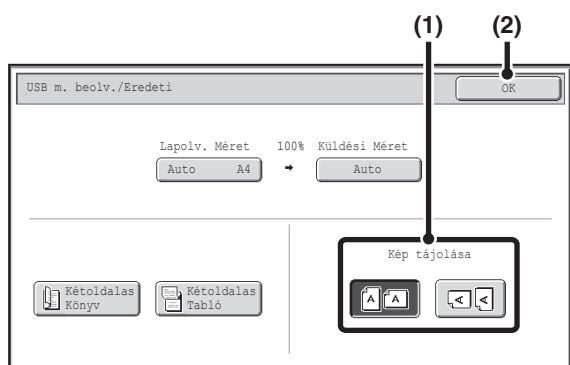 (1) (2)
USB m. beolv./Eredeti OK
Lapolv. Méret 100% Küldési Méret
Auto A4 → Auto
Kép tájolása
Kétoldalas Könyv
Kétoldalas Tabló
A A A A